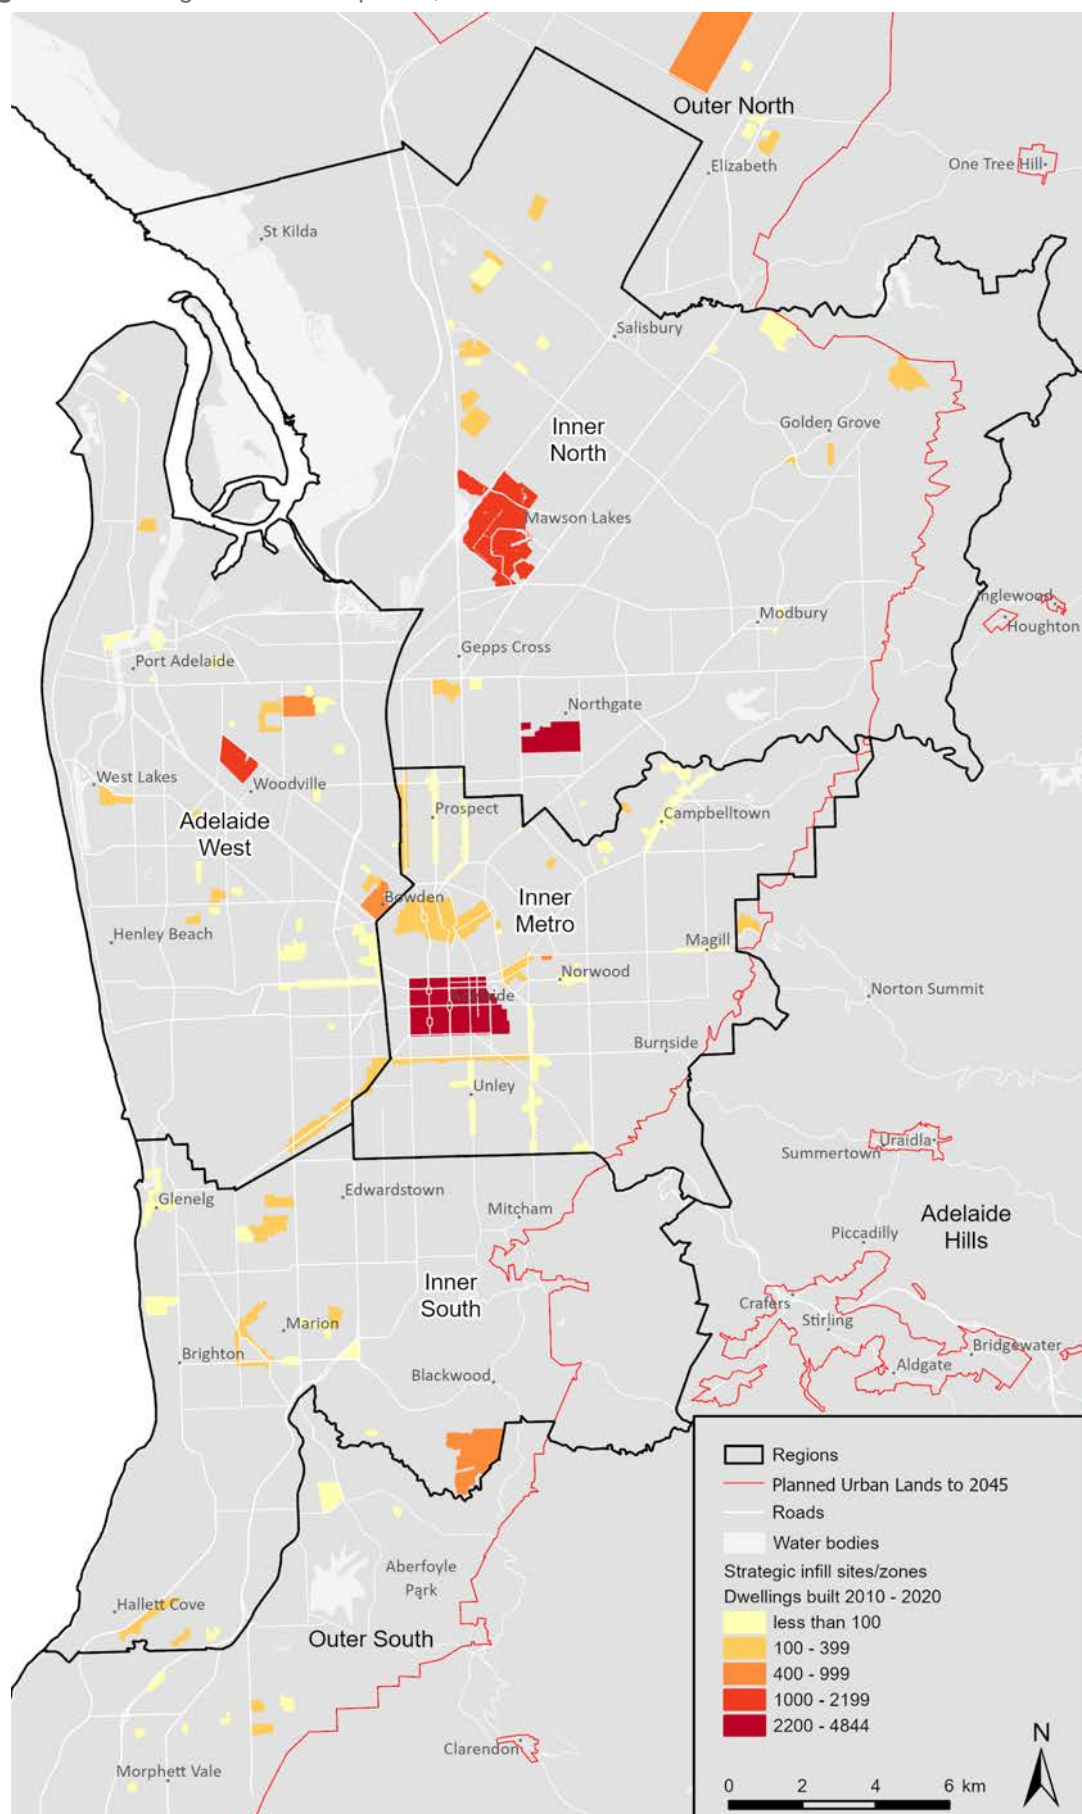 Outer North
Elizabeth
One Tree Hill
St Kilda
Salisbury
Golden Grove
Inner
North
Mawson Lakes
Inglewood
Houghton
Modbury
Gepps Cross
Port Adelaide
Northgate
West Lakes
Woodville
Prospect
Campbelltown
Adelaide
West
Bowden
Inner
Metro
Henley Beach
Magill
Norwood
Norton Summit
Adelaide
Burnside
Unley
Uraidla
Summertown
Glenelg
Edwardstown
Mitcham
Adelaide
Hills
Piccadilly
Inner
South
Crafers
Stirling
Marion
Brighton
Bridgewater
Aldgate
Blackwood
Aberfoyle
Park
Hallett Cove
Outer South
Clarendon
Morphett Vale
Regions
Planned Urban Lands to 2045
Roads
Water bodies
Strategic infill sites/zones
Dwellings built 2010 - 2020
less than 100
100 - 399
400 - 999
1000 - 2199
2200 - 4844
N
0 2 4 6 km